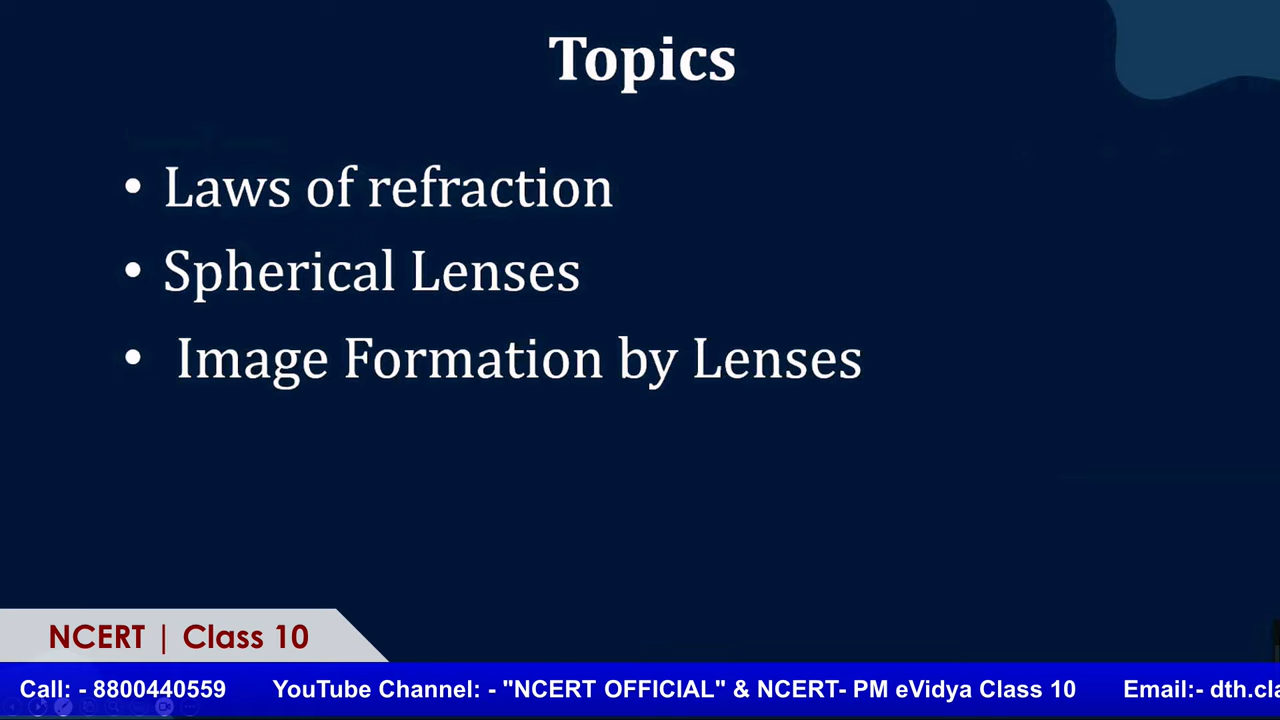 Topics
• Laws of refraction
• Spherical Lenses
• Image Formation by Lenses
NCERT | Class 10
Call: - 8800440559 YouTube Channel: - "NCERT OFFICIAL" & NCERT- PM eVidya Class 10 Email:- dth.cla